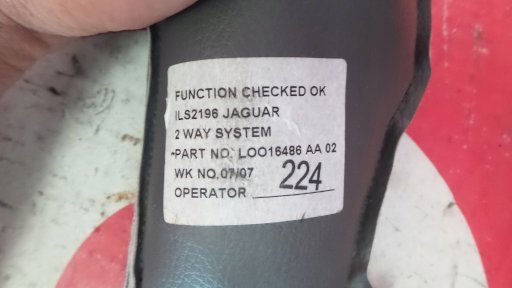 FUNCTION CHECKED OK
ILS2196 JAGUAR
2 WAY SYSTEM
PART NO: LOO16486 AA 02
WK NO.07/07
OPERATOR 224